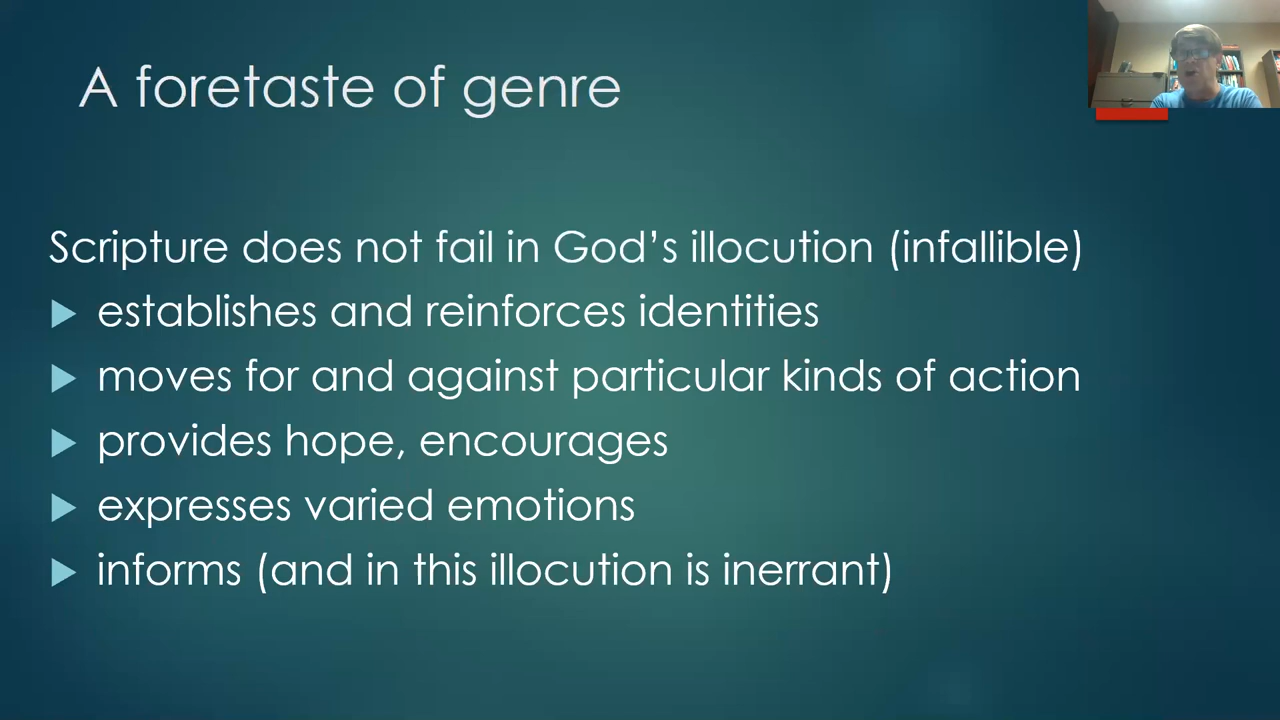 A foretaste of genre
Scripture does not fail in God's illocution (infallible)
establishes and reinforces identities
moves for and against particular kinds of action
provides hope, encourages
expresses varied emotions
informs (and in this illocution is inerrant)